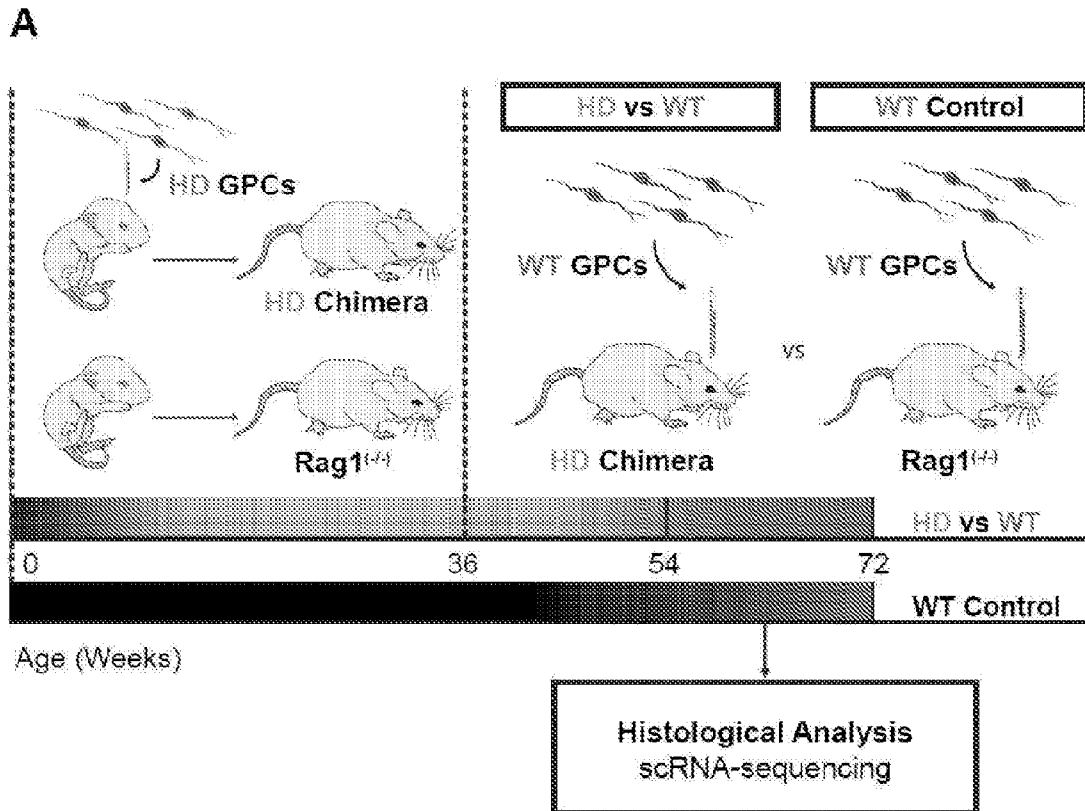 A
HD vs WT
WT Control
HD GPCs
WT GPCs
WT GPCs
HD Chimera
vs
Rag1(-/-)
HD Chimera
Rag1(-/-)
HD vs WT
0 36 54 72
WT Control
Age (Weeks)
Histological Analysis
scRNA-sequencing